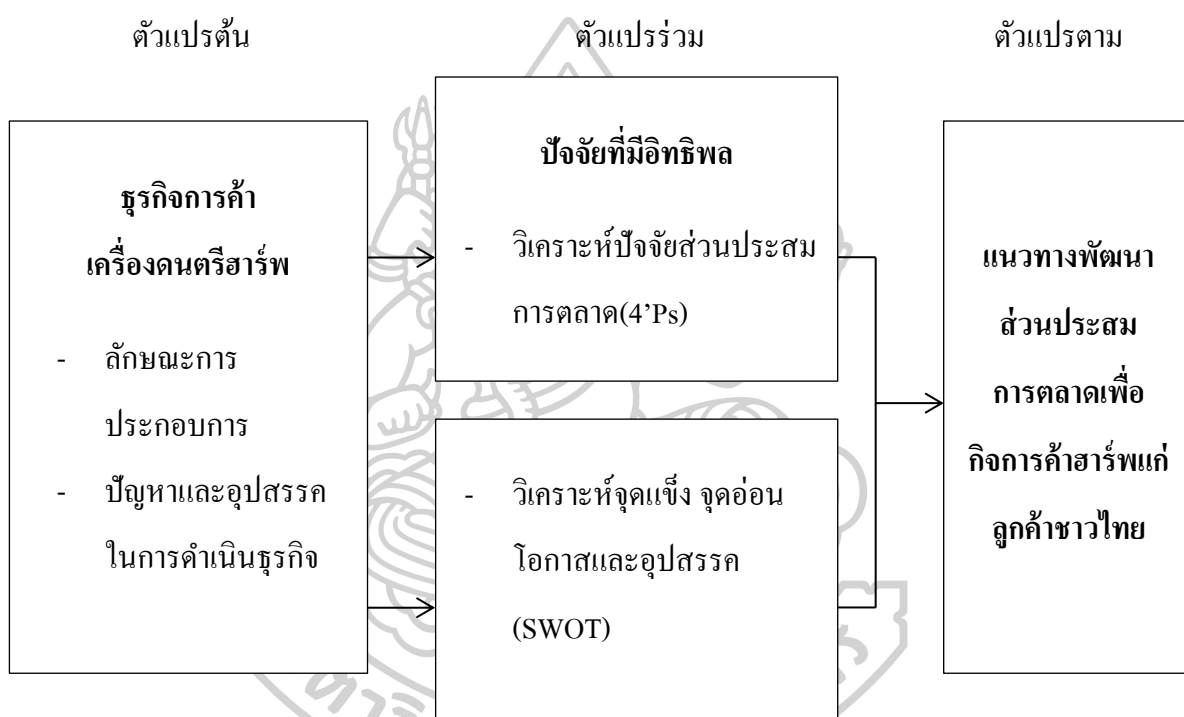 ตัวแปรต้น
ตัวแปรร่วม
ตัวแปรตาม
ธุรกิจการค้า
เครื่องดนตรีฮาร์พ
- ลักษณะการ
ประกอบการ
- ปัญหาและอุปสรรค
ในการดำเนินธุรกิจ
ปัจจัยที่มีอิทธิพล
- วิเคราะห์ปัจจัยส่วนประสม
การตลาด(4’Ps)
- วิเคราะห์จุดแข็ง จุดอ่อน
โอกาสและอุปสรรค
(SWOT)
แนวทางพัฒนา
ส่วนประสม
การตลาดเพื่อ
กิจการค้าฮาร์พแก่
ลูกค้าชาวไทย